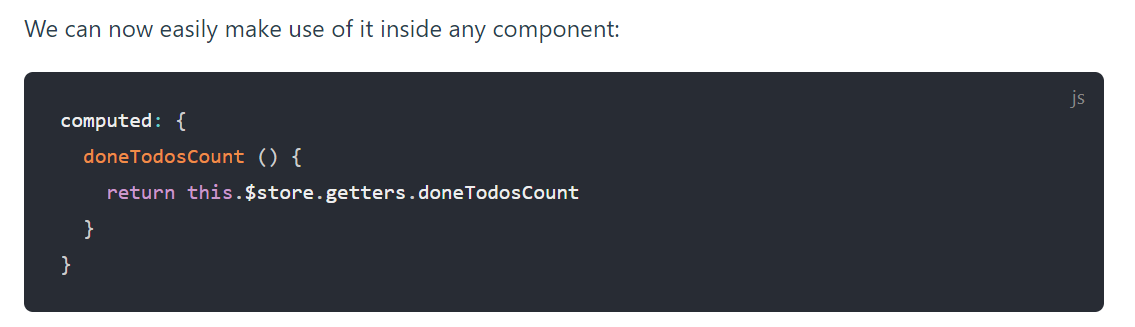 We can now easily make use of it inside any component:
js
computed: {
  doneTodosCount () {
    return this.$store.getters.doneTodosCount
  }
}